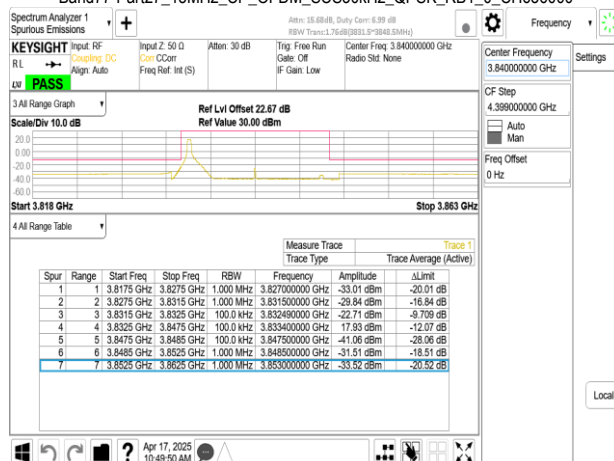 Spectrum Analyzer 1
Spurious Emissions
Attn: 15.68dB, Duty Corr: 6.99 dB
RBW Trans:1.76dB(3831.5~3848.5MHz)
Frequency
Settings
KEYSIGHT
Input: RF
Coupling: DC
Align: Auto
Input Z: 50 Ω
Corr CCorr
Freq Ref: Int (S)
Atten: 30 dB
Trig: Free Run
Gate: Off
IF Gain: Low
Center Freq: 3.840000000 GHz
Radio Std: None
RL
LXI
PASS
Center Frequency
3.840000000 GHz
CF Step
4.399000000 GHz
Auto
Man
Freq Offset
0 Hz
3 All Range Graph
Scale/Div 10.0 dB
Ref Lvl Offset 22.67 dB
Ref Value 30.00 dBm
20.0
0.00
-20.0
-40.0
-60.0
Start 3.818 GHz
Stop 3.863 GHz
4 All Range Table
Measure Trace Trace 1
Trace Type Trace Average (Active)
Spur Range Start Freq Stop Freq RBW Frequency Amplitude ΔLimit
1 1 3.8175 GHz 3.8275 GHz 1.000 MHz 3.827000000 GHz -33.01 dBm -20.01 dB
2 2 3.8275 GHz 3.8315 GHz 1.000 MHz 3.831500000 GHz -29.84 dBm -16.84 dB
3 3 3.8315 GHz 3.8325 GHz 100.0 kHz 3.832490000 GHz -22.71 dBm -9.709 dB
4 4 3.8325 GHz 3.8475 GHz 100.0 kHz 3.833400000 GHz 17.93 dBm -12.07 dB
5 5 3.8475 GHz 3.8485 GHz 100.0 kHz 3.847500000 GHz -41.06 dBm -28.06 dB
6 6 3.8485 GHz 3.8525 GHz 1.000 MHz 3.848500000 GHz -31.51 dBm -18.51 dB
7 7 3.8525 GHz 3.8625 GHz 1.000 MHz 3.853000000 GHz -33.52 dBm -20.52 dB
Local
Apr 17, 2025
10:49:50 AM